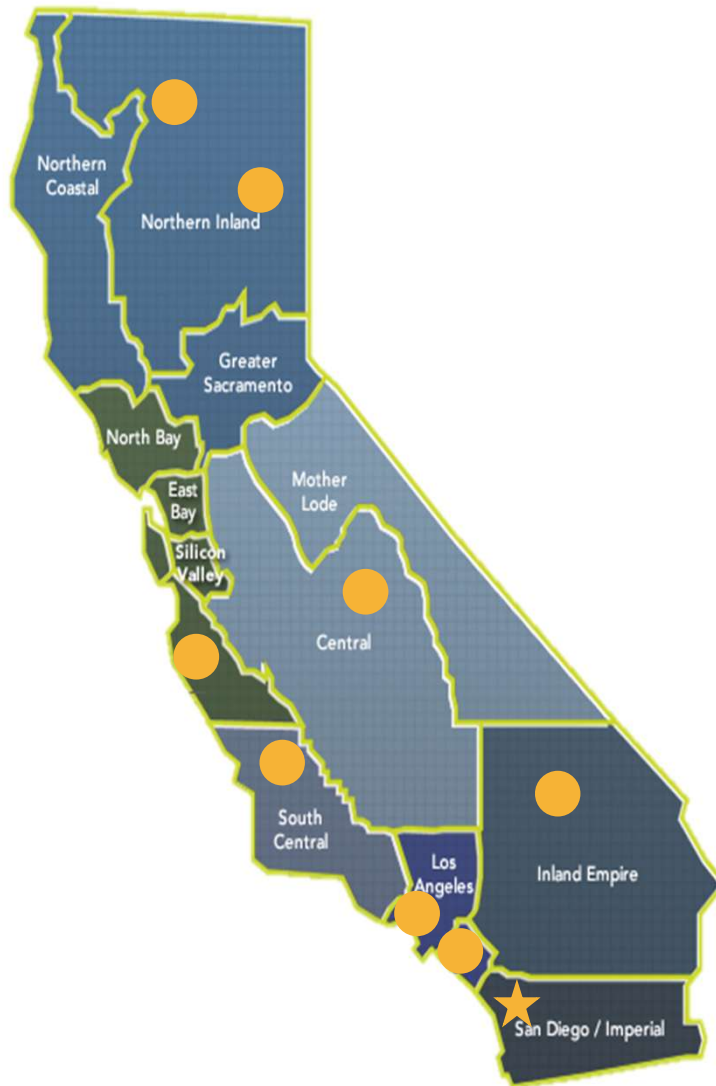 Northern
Coastal
Northern Inland
Greater
Sacramento
North Bay
Mother
Lode
East
Bay
Silicon
Valley
Central
South
Central
Los
Angeles
Inland Empire
San Diego / Imperial